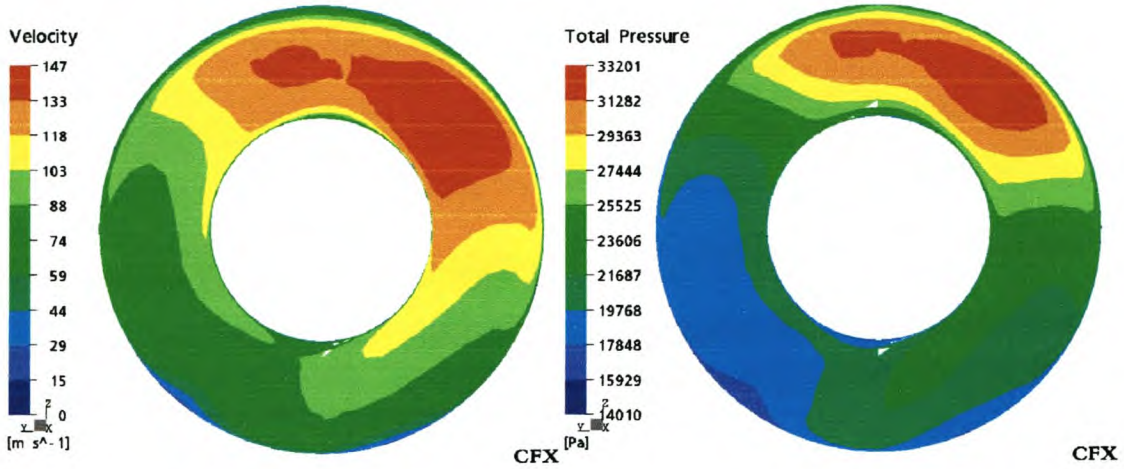 Velocity
147
133
118
103
88
74
59
44
29
15
0
z
Y X
[m s^-1]
CFX
Total Pressure
33201
31282
29363
27444
25525
23606
21687
19768
17848
15929
14010
z
Y X
[Pa]
CFX